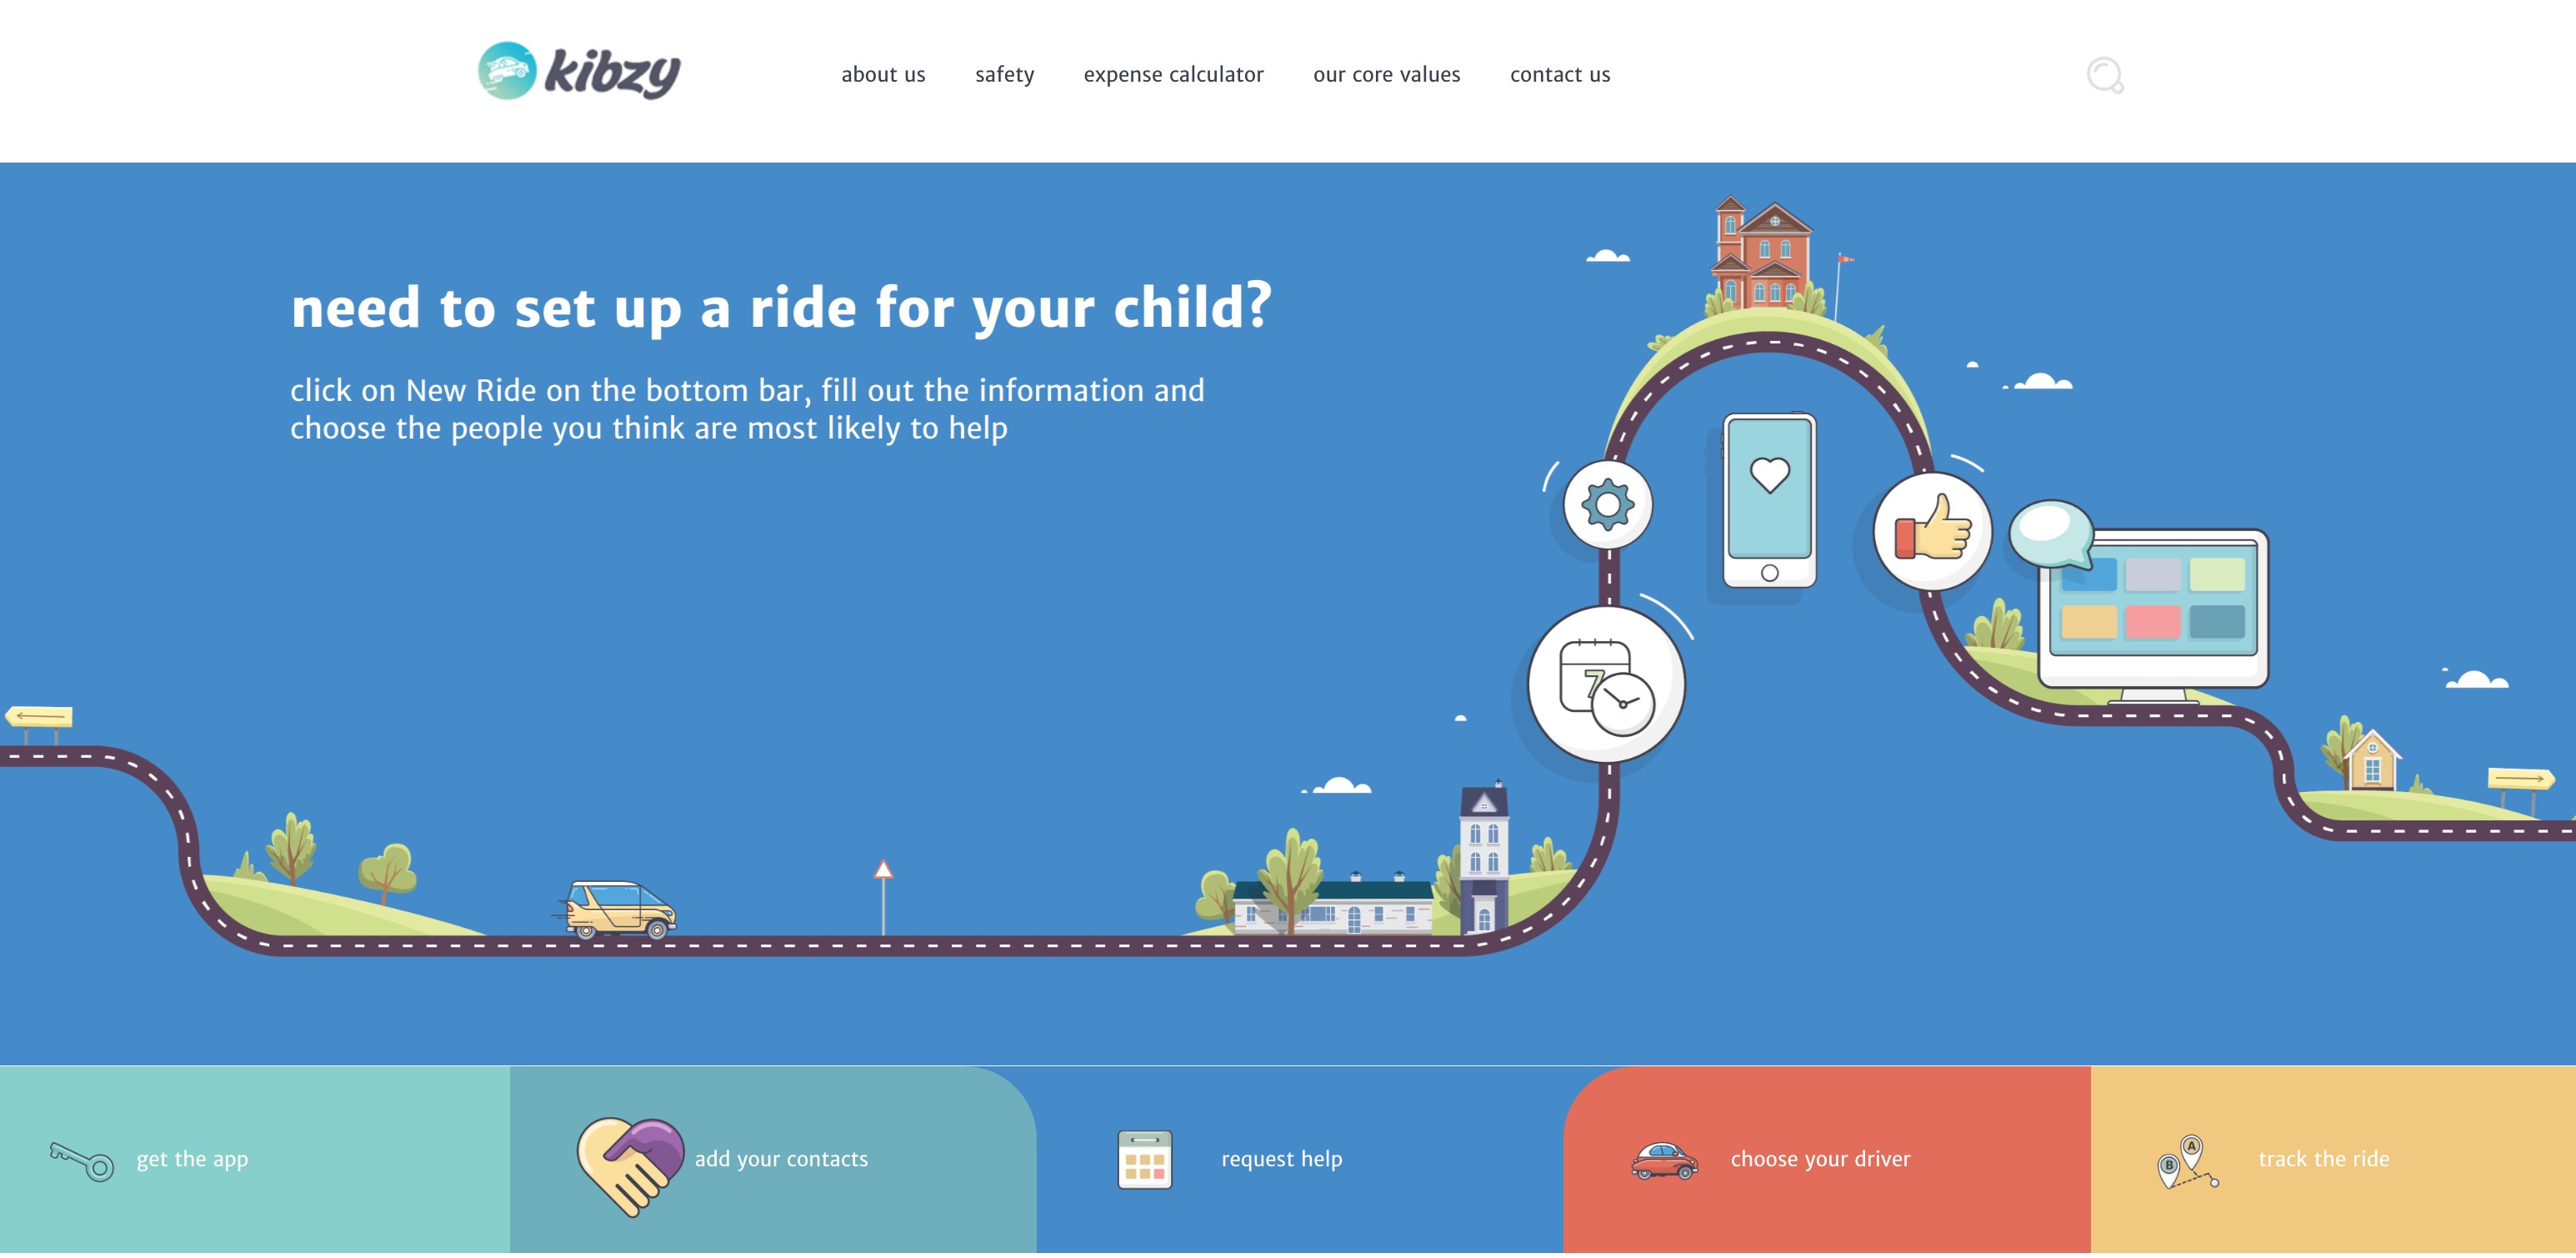 kibzy
about us
safety
expense calculator
our core values
contact us
need to set up a ride for your child?
click on New Ride on the bottom bar, fill out the information and
choose the people you think are most likely to help
7
get the app
add your contacts
request help
choose your driver
A
B
track the ride